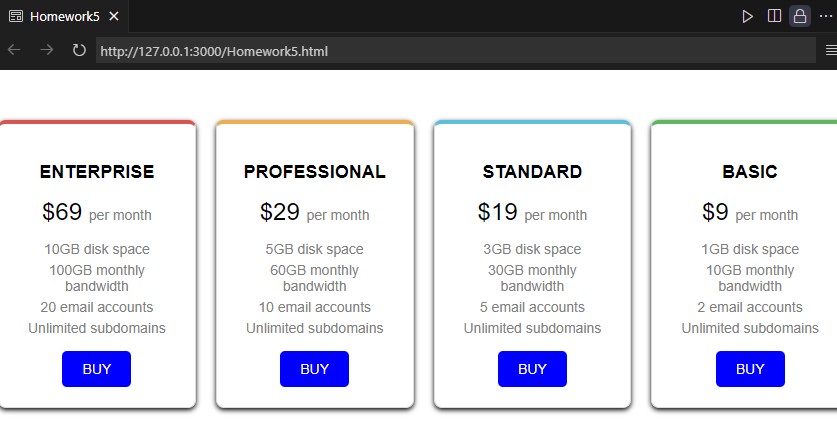 Homework5
http://127.0.0.1:3000/Homework5.html
ENTERPRISE
$69 per month
10GB disk space
100GB monthly
bandwidth
20 email accounts
Unlimited subdomains
BUY
PROFESSIONAL
$29 per month
5GB disk space
60GB monthly
bandwidth
10 email accounts
Unlimited subdomains
BUY
STANDARD
$19 per month
3GB disk space
30GB monthly
bandwidth
5 email accounts
Unlimited subdomains
BUY
BASIC
$9 per month
1GB disk space
10GB monthly
bandwidth
2 email accounts
Unlimited subdomains
BUY